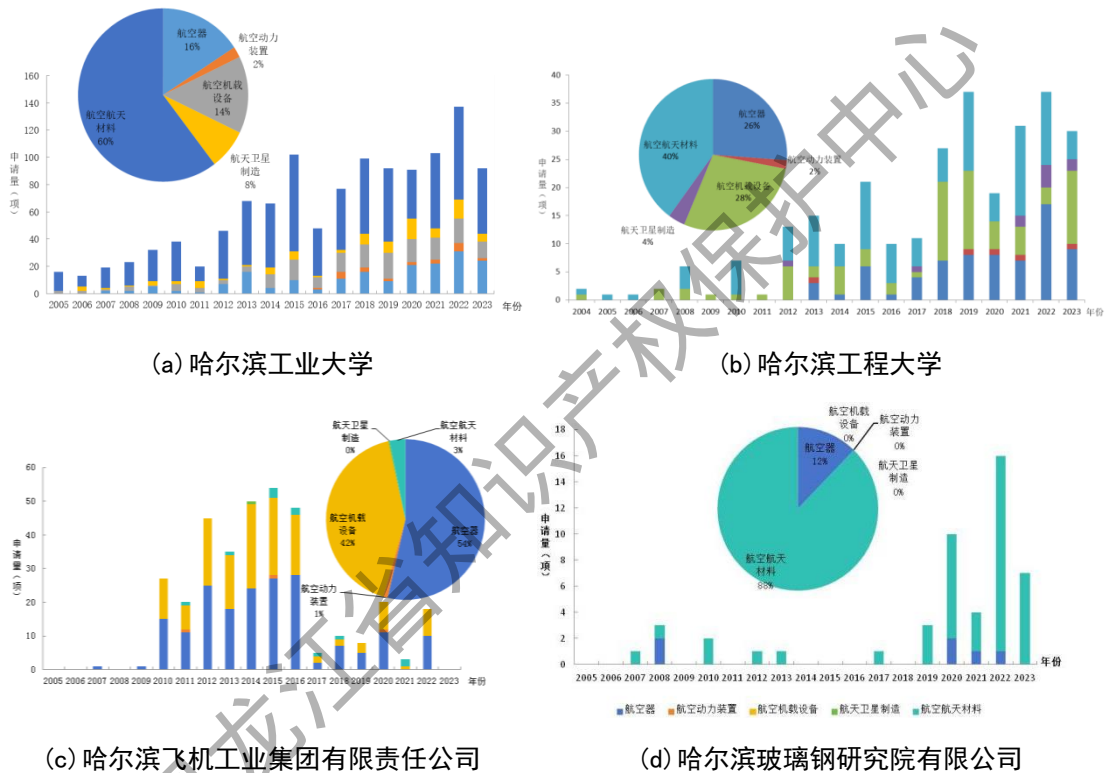 航空器
16%
航空动力
装置
2%
航空机载
设备
14%
航天卫星
制造
8%
航空航天
材料
60%
申请量（项）
160
140
120
100
80
60
40
20
0
2005 2006 2007 2008 2009 2010 2011 2012 2013 2014 2015 2016 2017 2018 2019 2020 2021 2022 2023 年份
(a)哈尔滨工业大学
航空器
26%
航空动力装置
2%
航空机载设备
28%
航天卫星制造
4%
航空航天材料
40%
申请量（项）
40
35
30
25
20
15
10
5
0
2004 2005 2006 2007 2008 2009 2010 2011 2012 2013 2014 2015 2016 2017 2018 2019 2020 2021 2022 2023 年份
(b)哈尔滨工程大学
航天卫星
制造
0%
航空航天
材料
3%
航空机载
设备
42%
航空器
54%
航空动力
装置
1%
申请量（项）
60
50
40
30
20
10
0
2005 2006 2007 2008 2009 2010 2011 2012 2013 2014 2015 2016 2017 2018 2019 2020 2021 2022 2023 年份
(c)哈尔滨飞机工业集团有限责任公司
航空机载
设备
0%
航空动力
装置
0%
航空器
12%
航天卫星
制造
0%
航空航天
材料
88%
申请量（项）
18
16
14
12
10
8
6
4
2
0
2005 2006 2007 2008 2009 2010 2011 2012 2013 2014 2015 2016 2017 2018 2019 2020 2021 2022 2023 年份
航空器 航空动力装置 航空机载设备 航天卫星制造 航空航天材料
(d)哈尔滨玻璃钢研究院有限公司
龙江省知识产权保护中心